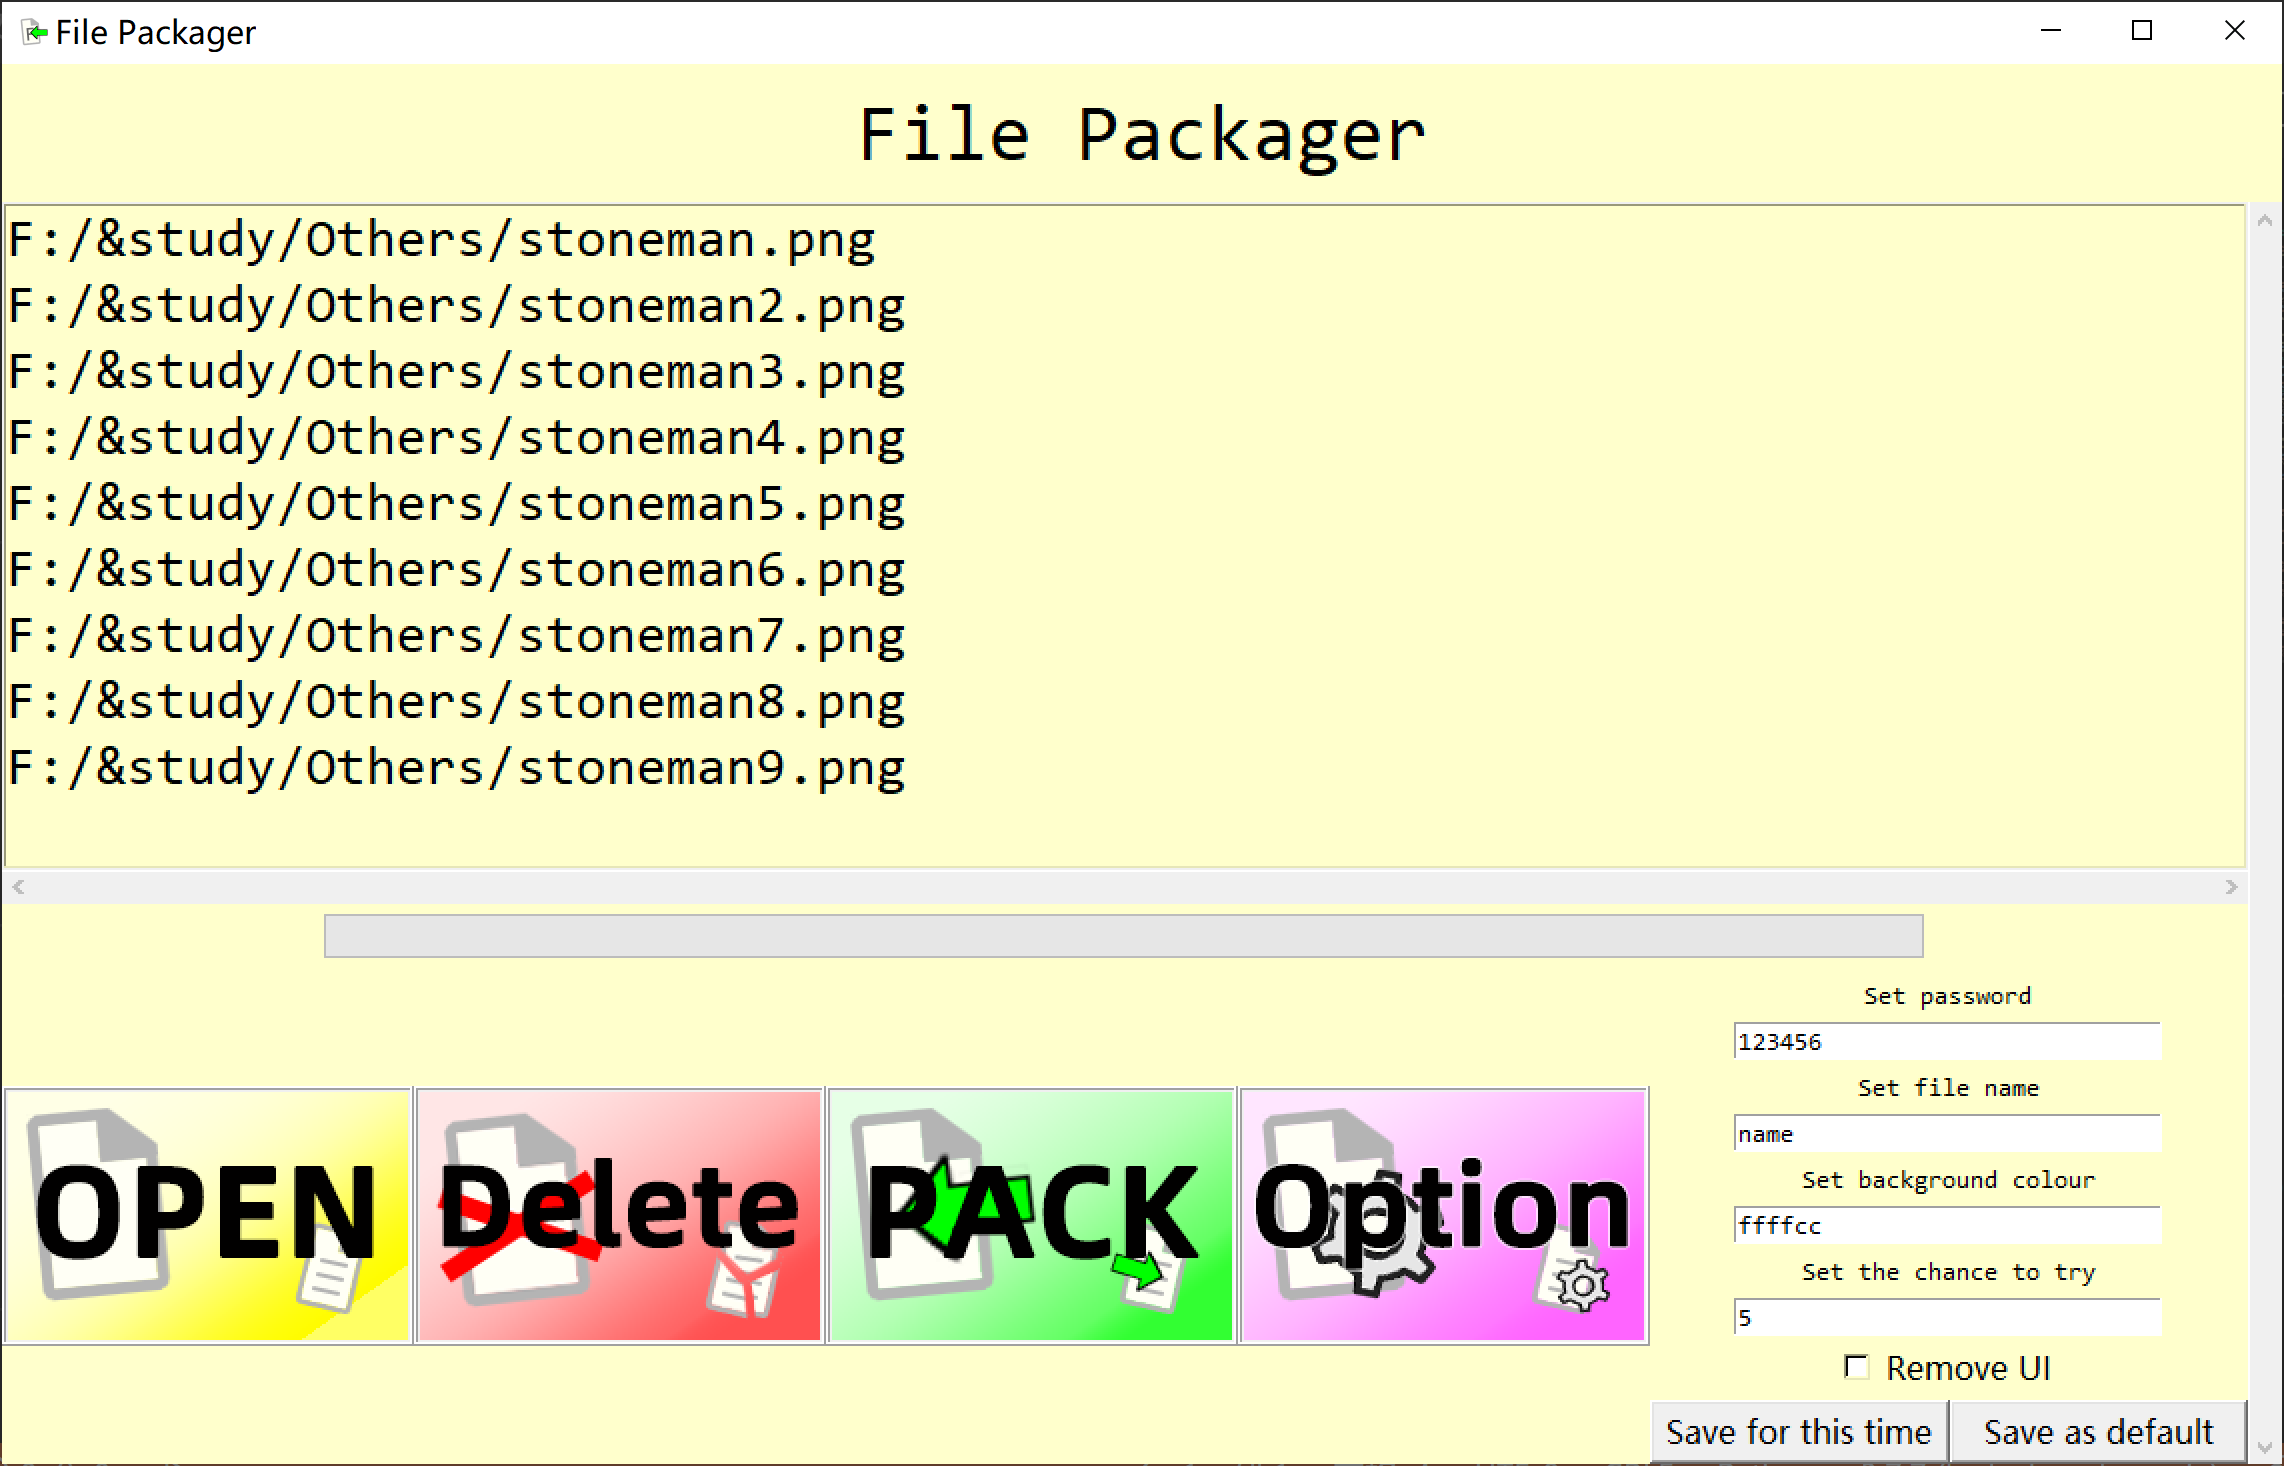 File Packager
File Packager
F:/&study/Others/stoneman.png
F:/&study/Others/stoneman2.png
F:/&study/Others/stoneman3.png
F:/&study/Others/stoneman4.png
F:/&study/Others/stoneman5.png
F:/&study/Others/stoneman6.png
F:/&study/Others/stoneman7.png
F:/&study/Others/stoneman8.png
F:/&study/Others/stoneman9.png
OPEN
Delete
PACK
Option
Set password
123456
Set file name
name
Set background colour
ffffcc
Set the chance to try
5
Remove UI
Save for this time
Save as default